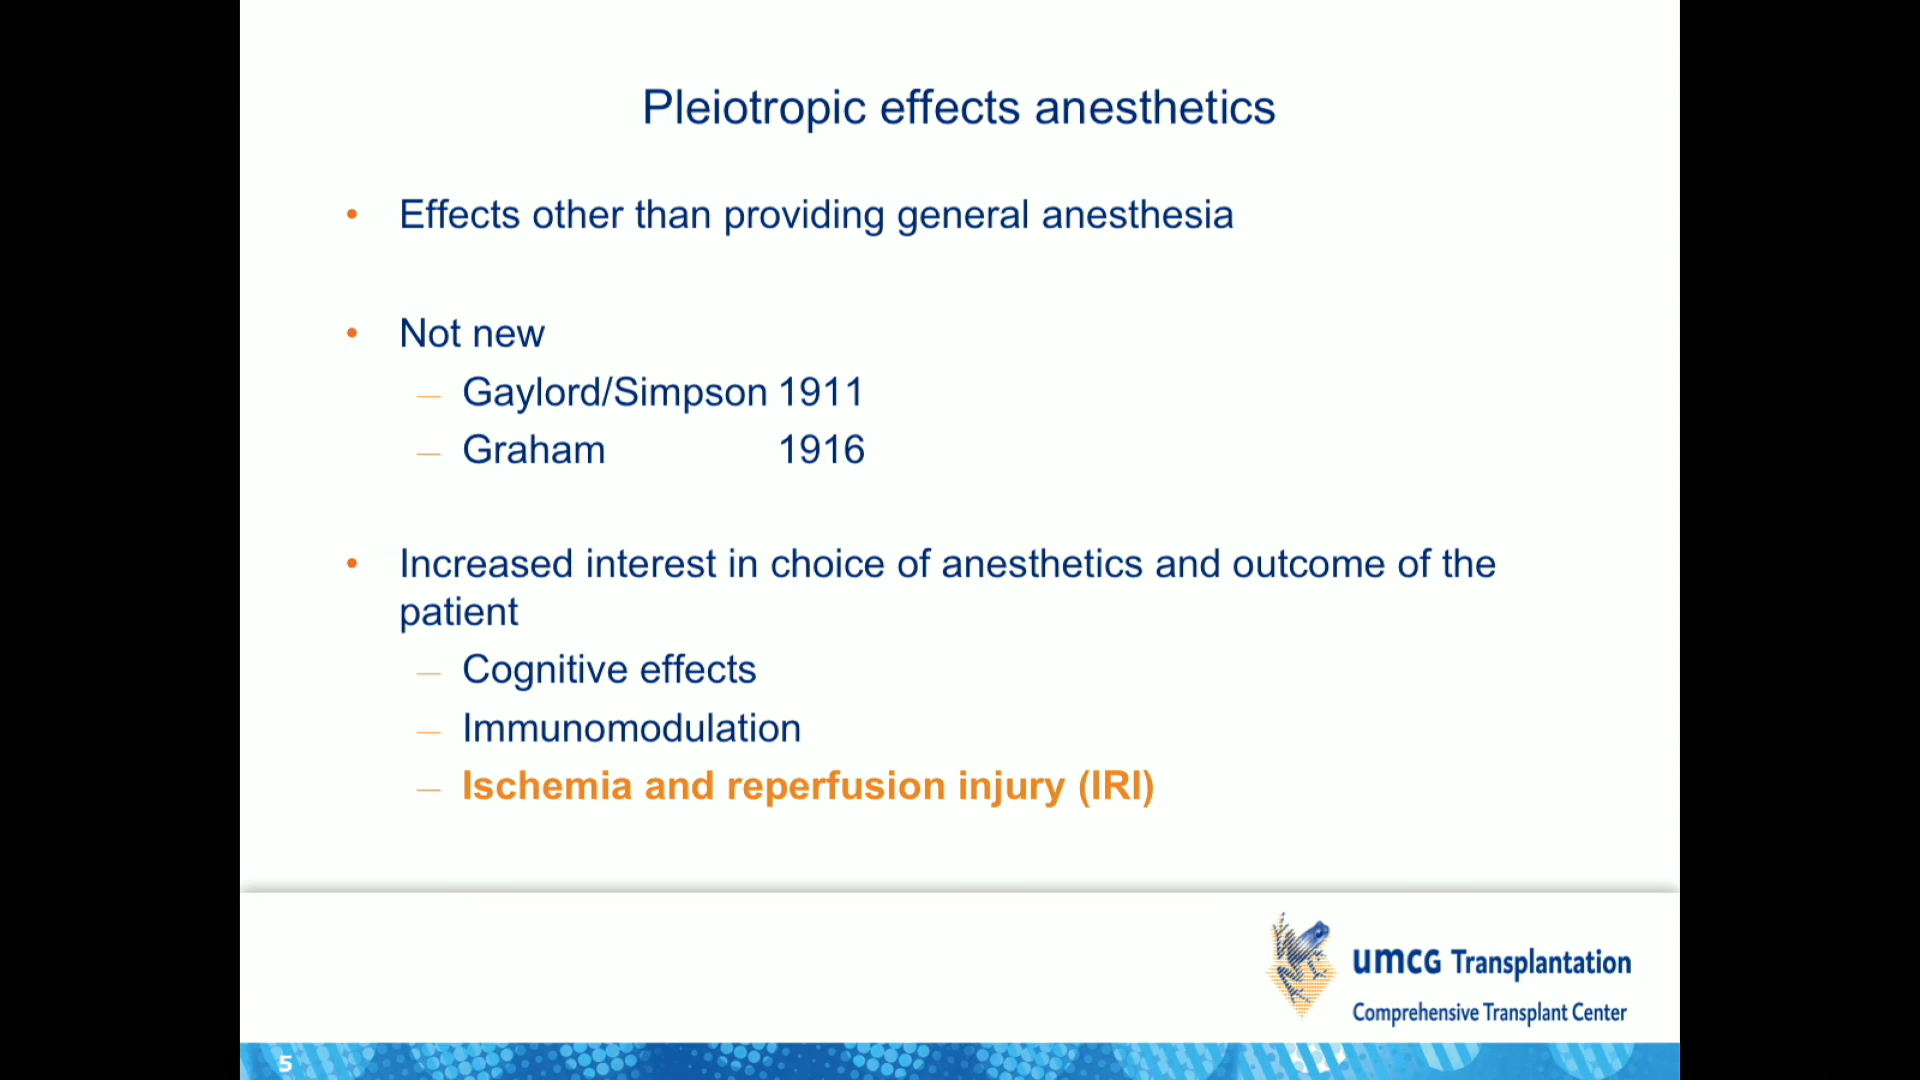 Pleiotropic effects anesthetics
• Effects other than providing general anesthesia
• Not new
— Gaylord/Simpson 1911
— Graham 1916
• Increased interest in choice of anesthetics and outcome of the
patient
— Cognitive effects
— Immunomodulation
— Ischemia and reperfusion injury (IRI)
umcg Transplantation
Comprehensive Transplant Center
5